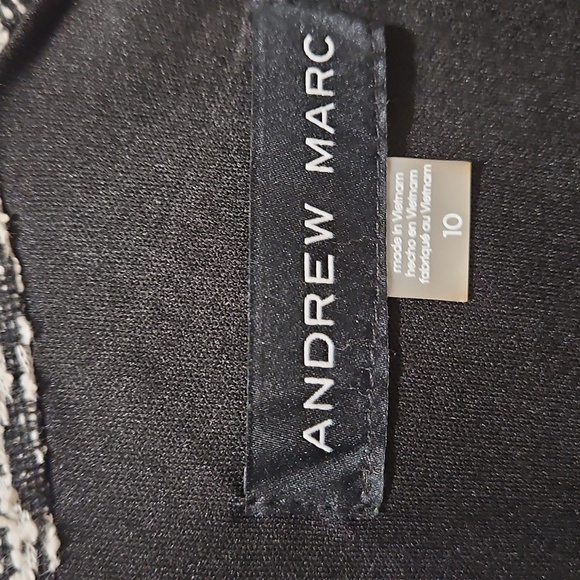 ANDREW MARC
made in Vietnam
hecho en Vietnam
fabriqué au Vietnam
10